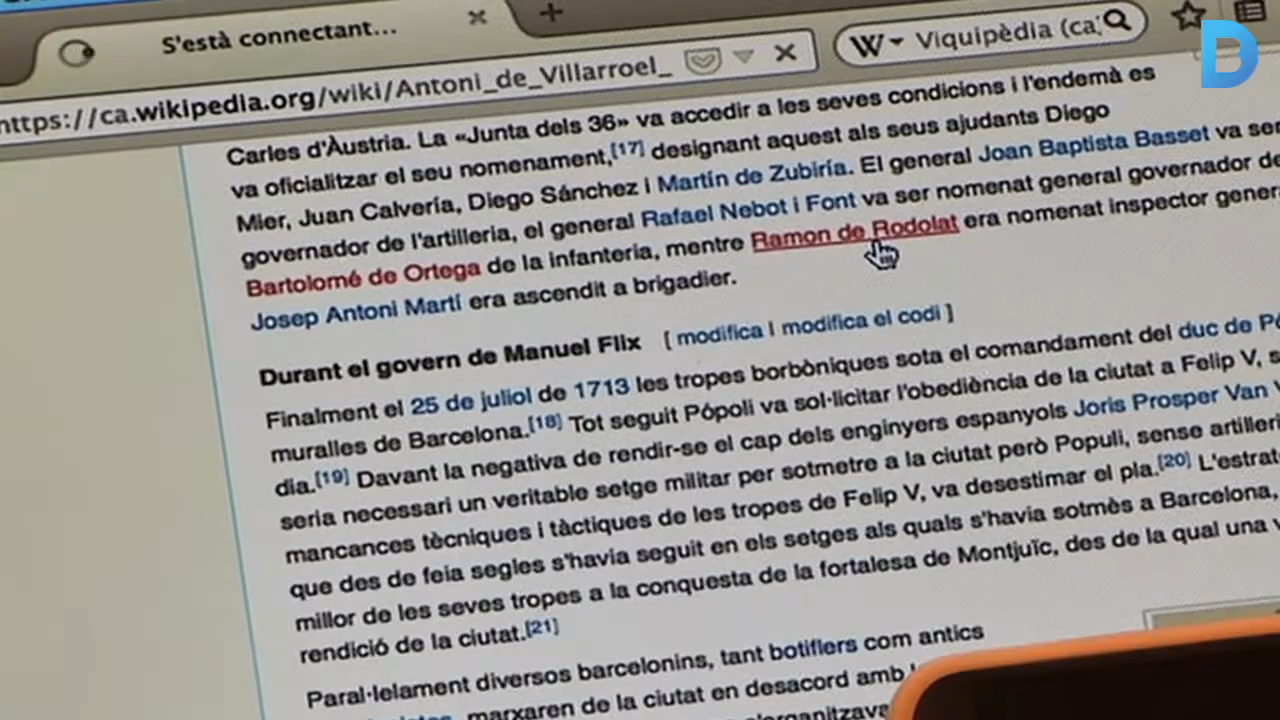 S'està connectant...
https://ca.wikipedia.org/wiki/Antoni_de_Villarroel_
W Viquipèdia (ca)
D
Carles d'Àustria. La «Junta dels 36» va accedir a les seves condicions i l'endemà es
va oficialitzar el seu nomenament,[17] designant aquest als seus ajudants Diego
Mier, Juan Calvería, Diego Sánchez i Martín de Zubiría. El general Joan Baptista Basset va ser
governador de l'artilleria, el general Rafael Nebot i Font va ser nomenat general governador de
Bartolomé de Ortega de la infanteria, mentre Ramon de Rodolat era nomenat inspector gener
Josep Antoni Martí era ascendit a brigadier.
Durant el govern de Manuel Flix [ modifica | modifica el codi ]
Finalment el 25 de juliol de 1713 les tropes borbòniques sota el comandament del duc de Pó
muralles de Barcelona.[18] Tot seguit Pópoli va sol·licitar l'obediència de la ciutat a Felip V, s
dia.[19] Davant la negativa de rendir-se el cap dels enginyers espanyols Joris Prosper Van
seria necessari un veritable setge militar per sotmetre a la ciutat però Populi, sense artilleri
mancances tècniques i tàctiques de les tropes de Felip V, va desestimar el pla.[20] L'estrat
que des de feia segles s'havia seguit en els setges als quals s'havia sotmès a Barcelona,
millor de les seves tropes a la conquesta de la fortalesa de Montjuïc, des de la qual una
rendició de la ciutat.[21]
Paral·lelament diversos barcelonins, tant botiflers com antics
marxaren de la ciutat en desacord amb